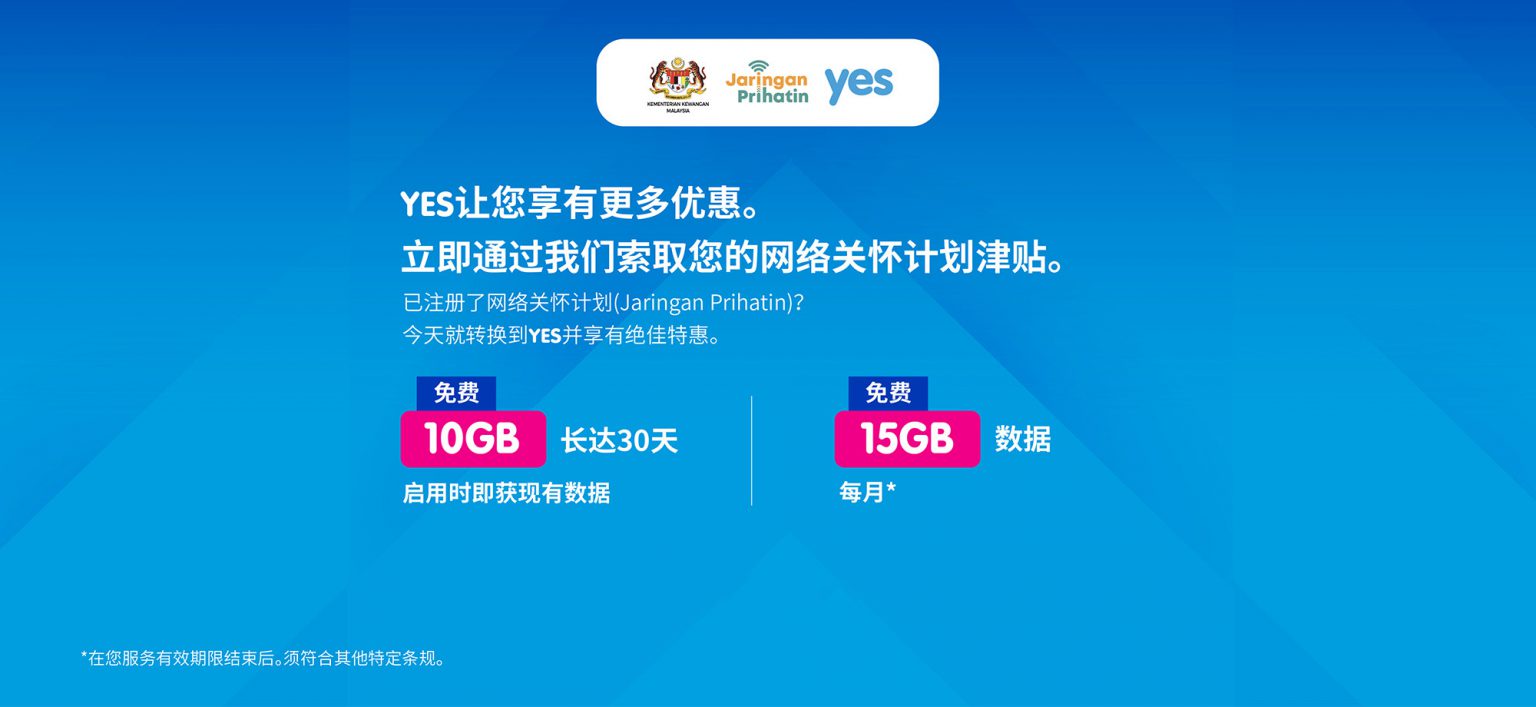 KEMENTERIAN KEWANGAN
MALAYSIA
Jaringan
Prihatin
yes
YES让您享有更多优惠。
立即通过我们索取您的网络关怀计划津贴。
已注册了网络关怀计划(Jaringan Prihatin)?
今天就转换到YES并享有绝佳特惠。
免费
10GB 长达30天
启用时即获现有数据
免费
15GB 数据
每月*
*在您服务有效期限结束后。须符合其他特定条规。